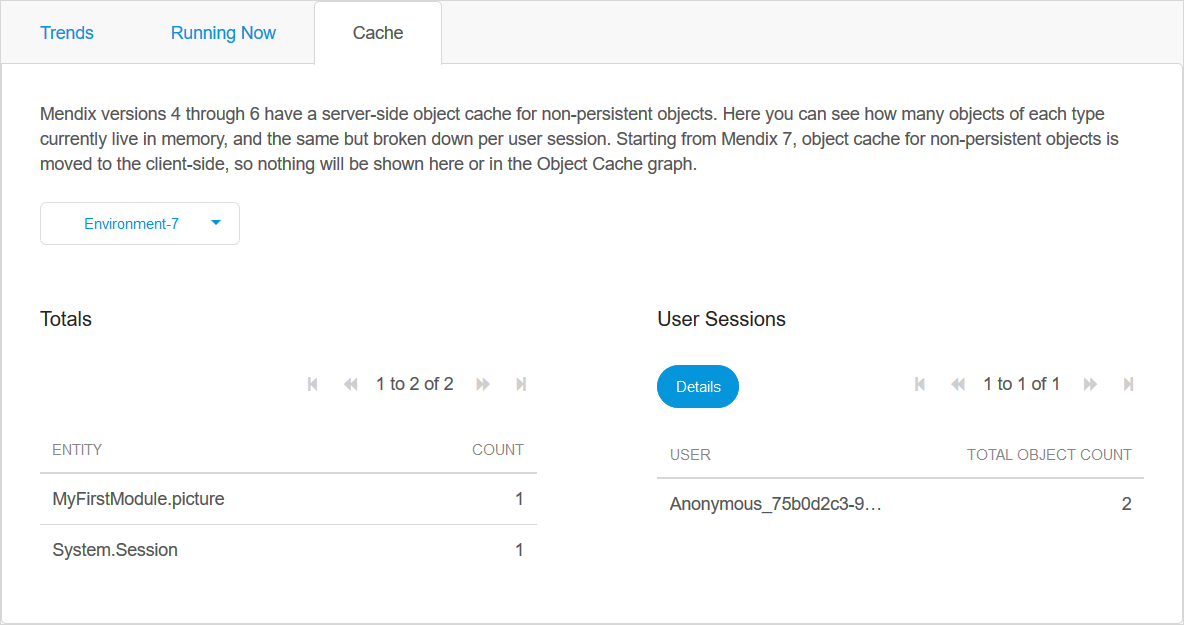 Trends
Running Now
Cache
Mendix versions 4 through 6 have a server-side object cache for non-persistent objects. Here you can see how many objects of each type
currently live in memory, and the same but broken down per user session. Starting from Mendix 7, object cache for non-persistent objects is
moved to the client-side, so nothing will be shown here or in the Object Cache graph.
Environment-7
Totals
1 to 2 of 2
ENTITY COUNT
MyFirstModule.picture 1
System.Session 1
User Sessions
Details
1 to 1 of 1
USER TOTAL OBJECT COUNT
Anonymous_75b0d2c3-9… 2